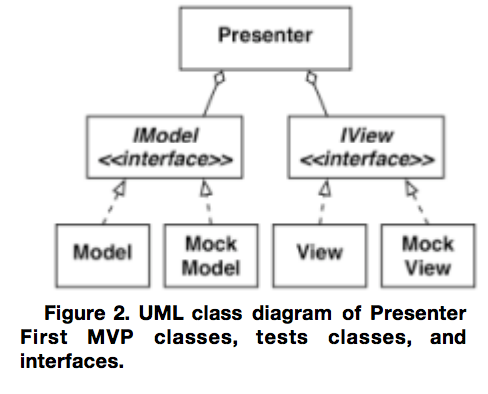 Presenter
IModel
<<interface>>
IView
<<interface>>
Model
Mock
Model
View
Mock
View
Figure 2. UML class diagram of Presenter
First MVP classes, tests classes, and
interfaces.